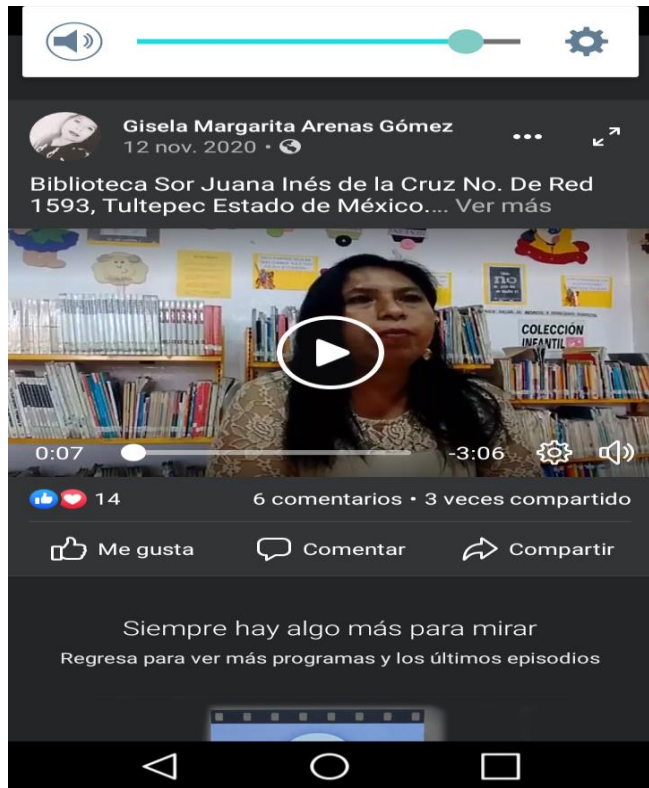 Gisela Margarita Arenas Gómez
12 nov. 2020 •
Biblioteca Sor Juana Inés de la Cruz No. De Red
1593, Tultepec Estado de México.... Ver más
no
COLECCIÓN
INFANTIL
0:07
-3:06
14
6 comentarios • 3 veces compartido
Me gusta
Comentar
Compartir
Siempre hay algo más para mirar
Regresa para ver más programas y los últimos episodios